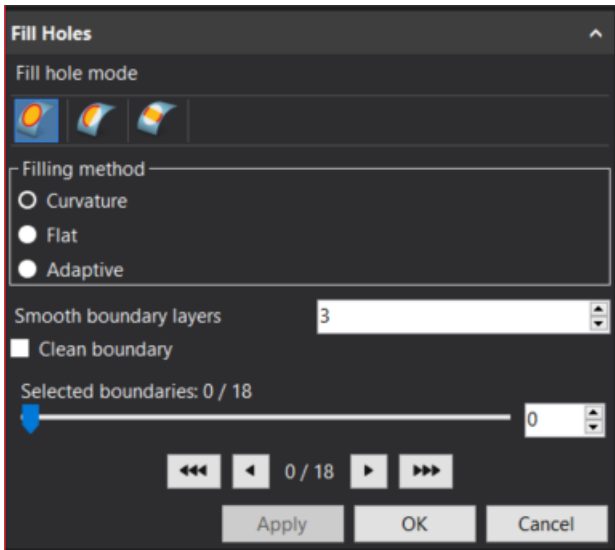 Fill Holes
Fill hole mode
Filling method
Curvature
Flat
Adaptive
Smooth boundary layers 3
Clean boundary
Selected boundaries: 0 / 18
0
0 / 18
Apply OK Cancel